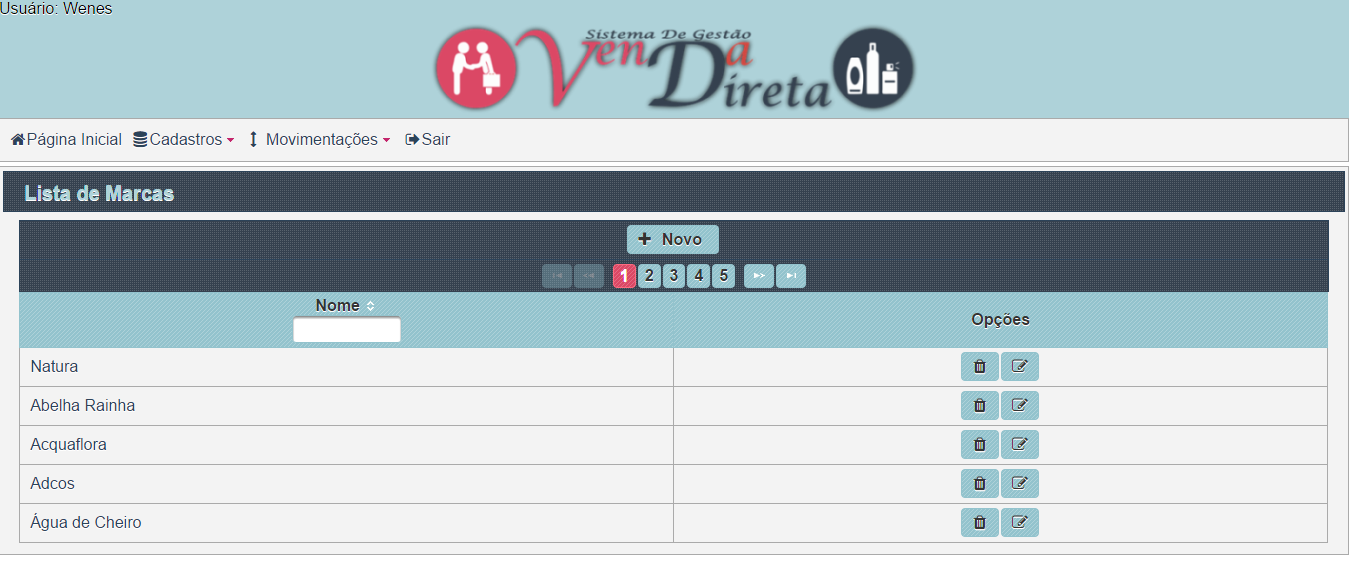 Usuário: Wenes
Sistema De Gestão
VenDa
Direta
Página Inicial Cadastros Movimentações Sair
Lista de Marcas
Novo
1 2 3 4 5
Nome
Opções
Natura
Abelha Rainha
Acquaflora
Adcos
Água de Cheiro